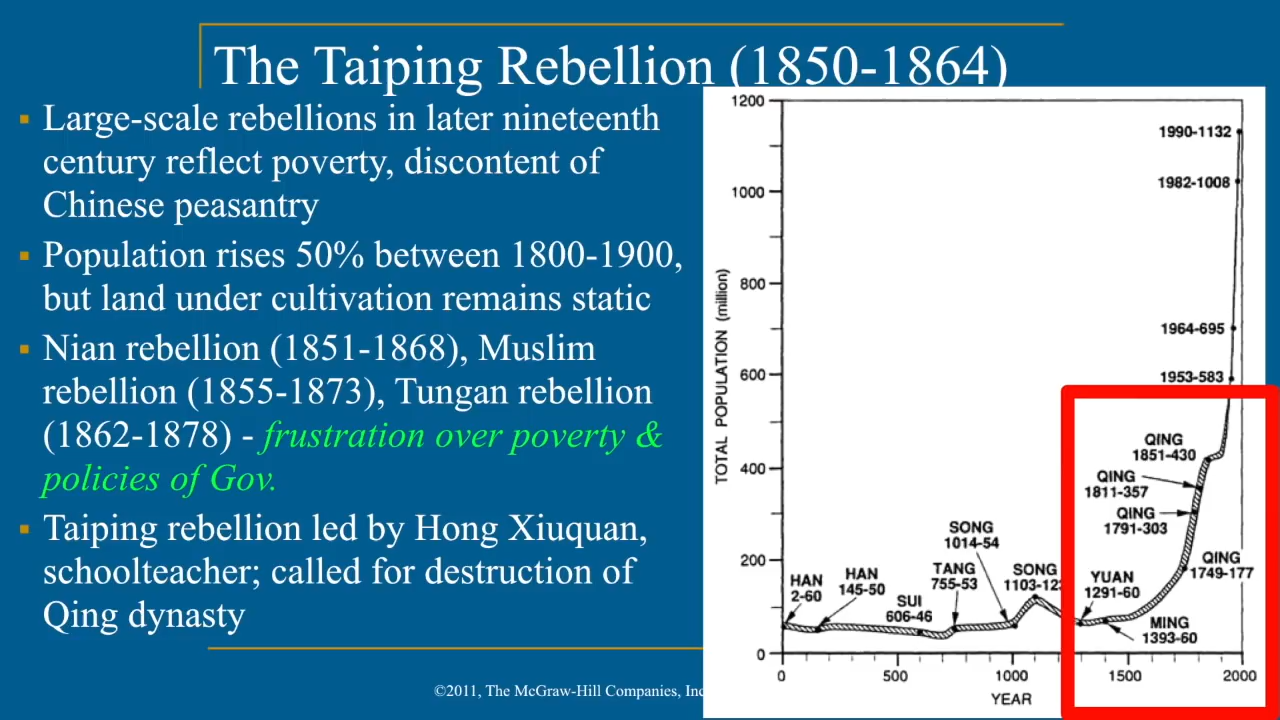 The Taiping Rebellion (1850-1864)
▪ Large-scale rebellions in later nineteenth
century reflect poverty, discontent of
Chinese peasantry
▪ Population rises 50% between 1800-1900,
but land under cultivation remains static
▪ Nian rebellion (1851-1868), Muslim
rebellion (1855-1873), Tungan rebellion
(1862-1878) - frustration over poverty &
policies of Gov.
▪ Taiping rebellion led by Hong Xiuquan,
schoolteacher; called for destruction of
Qing dynasty
©2011, The McGraw-Hill Companies, Inc
TOTAL POPULATION (million)
1200
1000
800
600
400
200
0
1990-1132
1982-1008
1964-695
1953-583
QING
1851-430
QING
1811-357
QING
1791-303
QING
1749-177
SONG
1014-54
HAN
2-60
HAN
145-50
SUI
606-46
TANG
755-53
SONG
1103-123
YUAN
1291-60
MING
1393-60
0
500
1000
1500
2000
YEAR